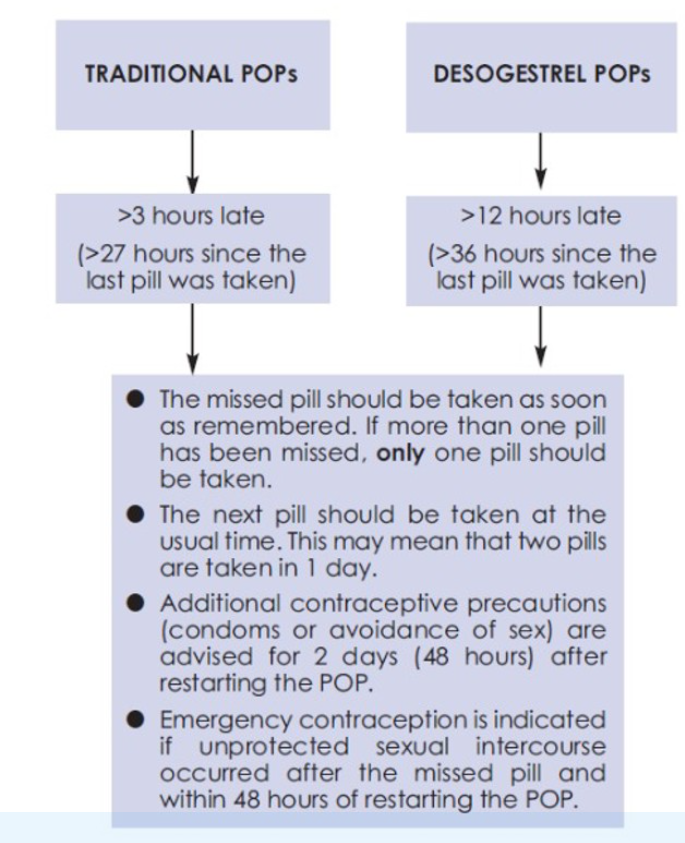 TRADITIONAL POPs
DESOGESTREL POPs
>3 hours late
(>27 hours since the
last pill was taken)
>12 hours late
(>36 hours since the
last pill was taken)
● The missed pill should be taken as soon
as remembered. If more than one pill
has been missed, only one pill should
be taken.
● The next pill should be taken at the
usual time. This may mean that two pills
are taken in 1 day.
● Additional contraceptive precautions
(condoms or avoidance of sex) are
advised for 2 days (48 hours) after
restarting the POP.
● Emergency contraception is indicated
if unprotected sexual intercourse
occurred after the missed pill and
within 48 hours of restarting the POP.